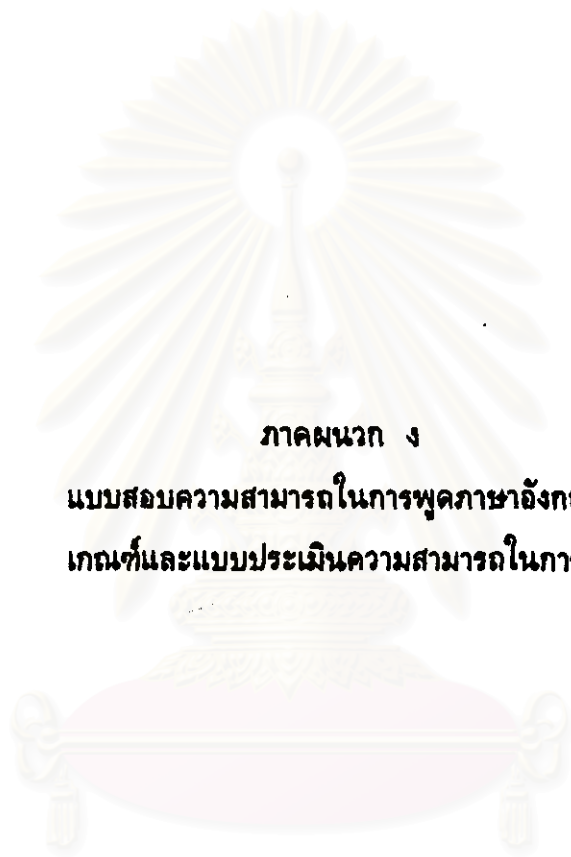 ภาคผนวก ง
แบบสอบความสามารถในการพูดภาษาอังก
เกณฑ์และแบบประเมินความสามารถในกา